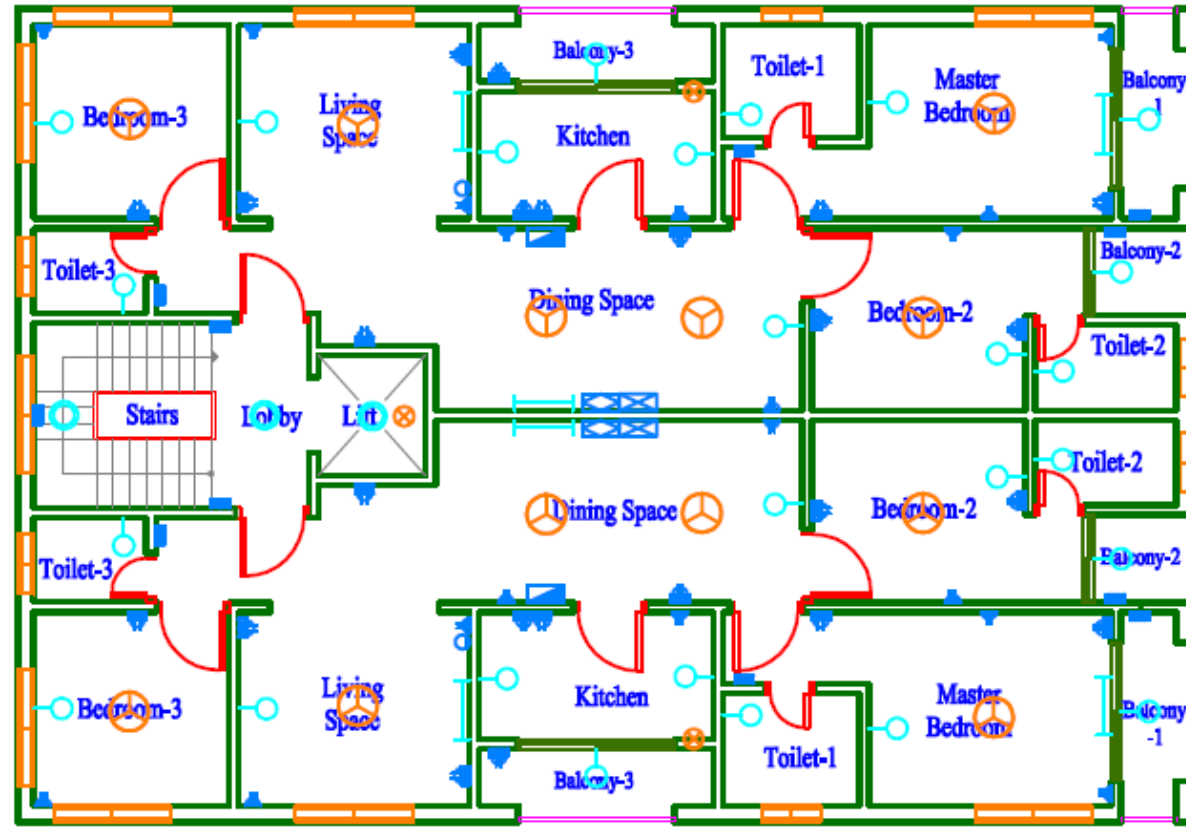 Balcony-3
Toilet-1
Master
Bedroom
Balcony
1
Bedroom-3
Living
Space
Kitchen
Toilet-3
Dining Space
Bedroom-2
Balcony-2
Toilet-2
Stairs
Lobby
Lift
Toilet-2
Dining Space
Bedroom-2
Balcony-2
Toilet-3
Bedroom-3
Living
Space
Kitchen
Balcony-3
Toilet-1
Master
Bedroom
Balcony
-1